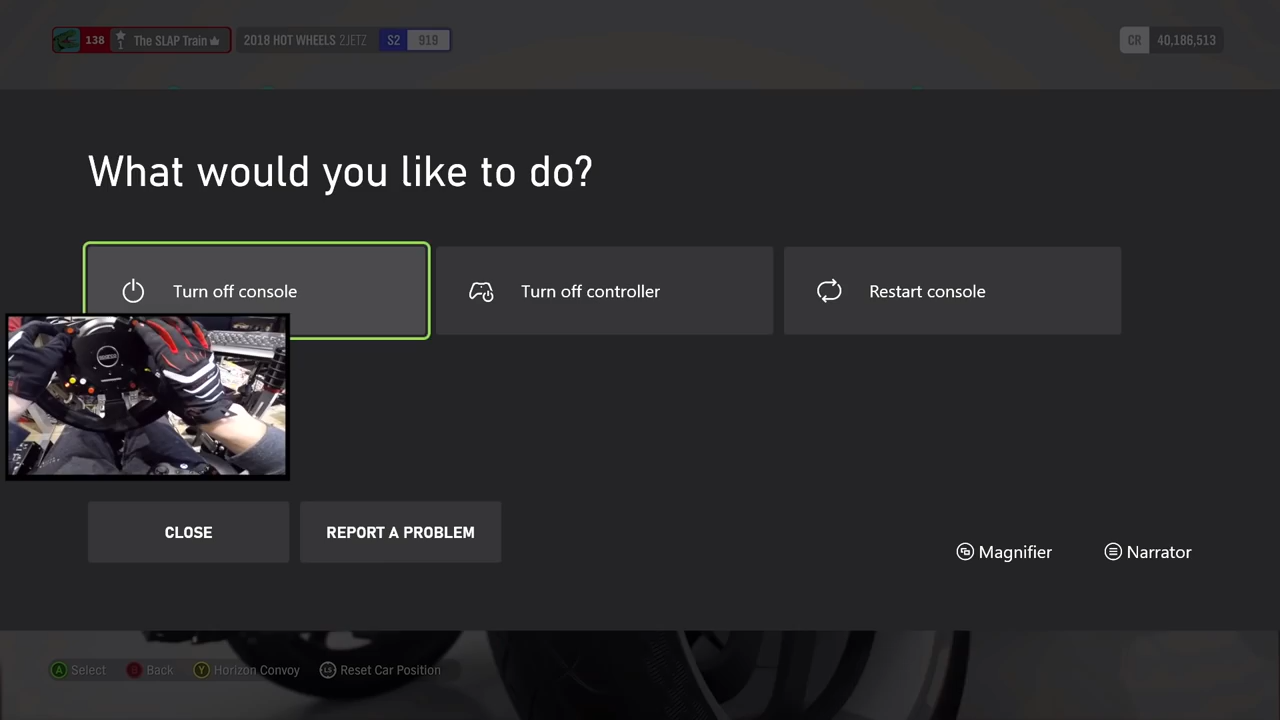 138 1 The SLAP Train 2018 HOT WHEELS 2JETZ S2 919 CR 40,186,513
What would you like to do?
Turn off console Turn off controller Restart console
CLOSE REPORT A PROBLEM
Magnifier Narrator
A Select B Back Y Horizon Convoy LS Reset Car Position